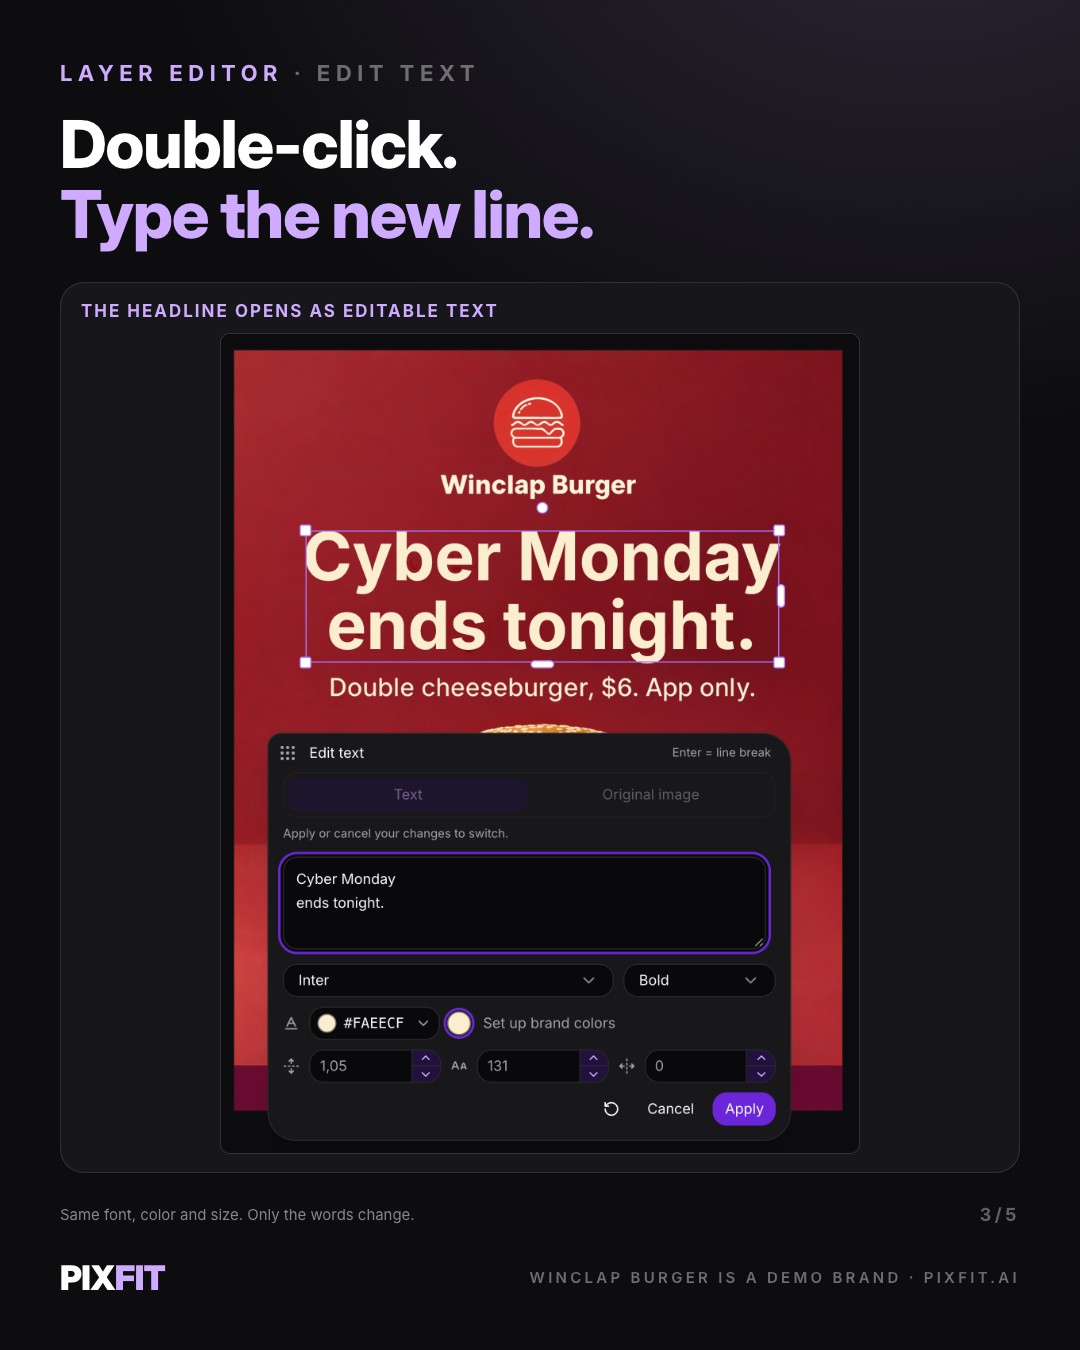 LAYER EDITOR · EDIT TEXT
Double-click.
Type the new line.
THE HEADLINE OPENS AS EDITABLE TEXT
Winclap Burger
Cyber Monday
ends tonight.
Double cheeseburger, $6. App only.
Edit text
Enter = line break
Text
Original image
Apply or cancel your changes to switch.
Cyber Monday
ends tonight.
Inter
Bold
A #FAEECF
Set up brand colors
1,05
AA 131
0
Cancel
Apply
Same font, color and size. Only the words change.
3/5
PIXFIT
WINCLAP BURGER IS A DEMO BRAND · PIXFIT.AI